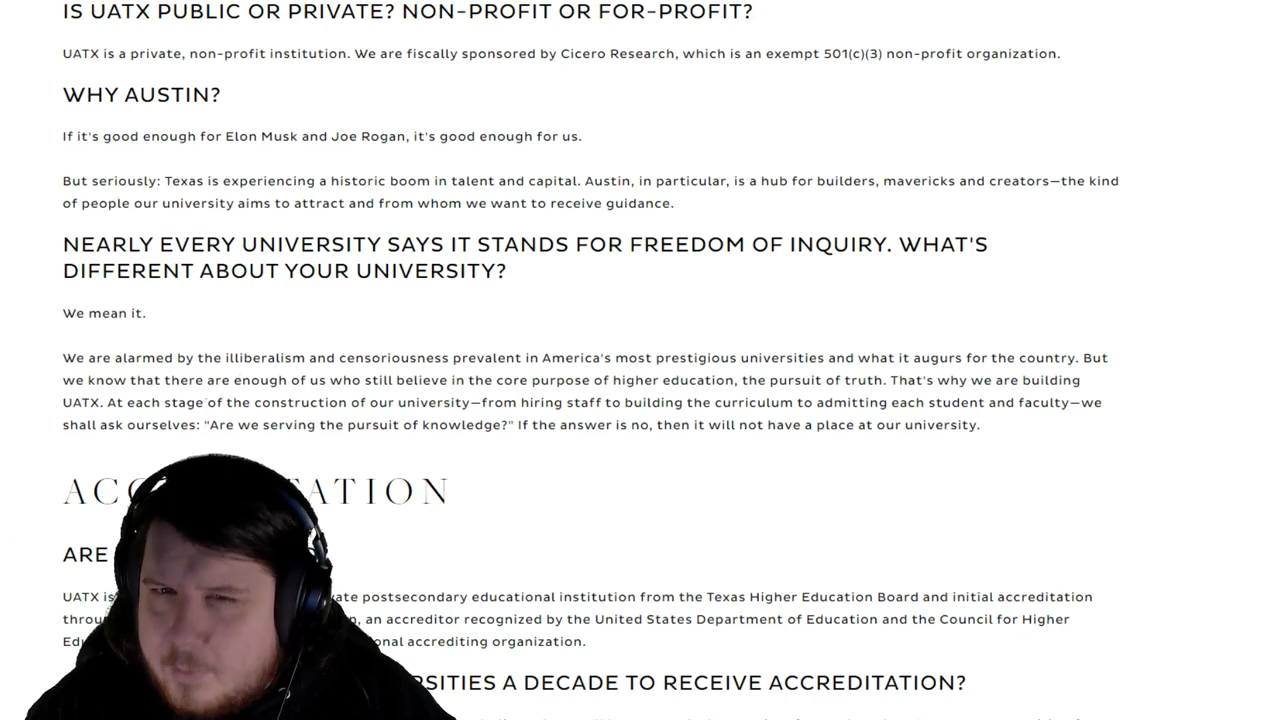 IS UATX PUBLIC OR PRIVATE? NON-PROFIT OR FOR-PROFIT?
UATX is a private, non-profit institution. We are fiscally sponsored by Cicero Research, which is an exempt 501(c)(3) non-profit organization.
WHY AUSTIN?
If it's good enough for Elon Musk and Joe Rogan, it's good enough for us.
But seriously: Texas is experiencing a historic boom in talent and capital. Austin, in particular, is a hub for builders, mavericks and creators—the kind
of people our university aims to attract and from whom we want to receive guidance.
NEARLY EVERY UNIVERSITY SAYS IT STANDS FOR FREEDOM OF INQUIRY. WHAT'S
DIFFERENT ABOUT YOUR UNIVERSITY?
We mean it.
We are alarmed by the illiberalism and censoriousness prevalent in America's most prestigious universities and what it augurs for the country. But
we know that there are enough of us who still believe in the core purpose of higher education, the pursuit of truth. That's why we are building
UATX. At each stage of the construction of our university—from hiring staff to building the curriculum to admitting each student and faculty—we
shall ask ourselves: "Are we serving the pursuit of knowledge?" If the answer is no, then it will not have a place at our university.
ARE
UATX is postsecondary educational institution from the Texas Higher Education Board and initial accreditation
an accreditor recognized by the United States Department of Education and the Council for Higher
accrediting organization.
A DECADE TO RECEIVE ACCREDITATION?